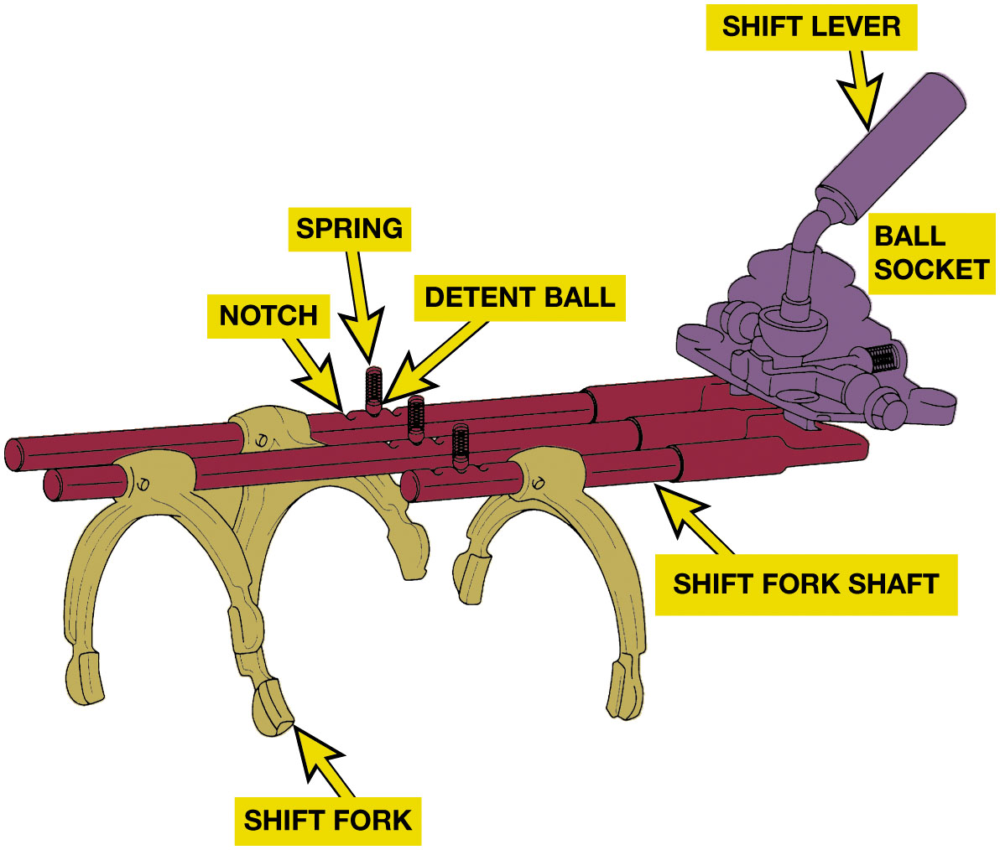 SHIFT LEVER
BALL
SOCKET
SPRING
DETENT BALL
NOTCH
SHIFT FORK SHAFT
SHIFT FORK